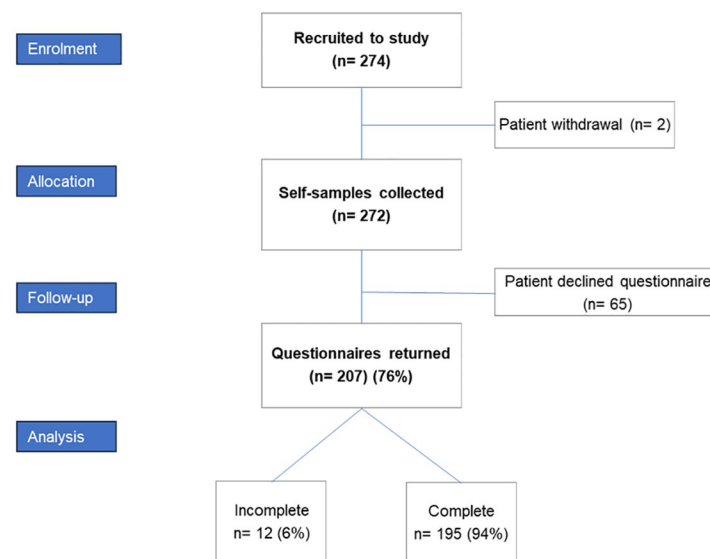 Enrolment
Recruited to study
(n= 274)
Patient withdrawal (n= 2)
Allocation
Self-samples collected
(n= 272)
Follow-up
Patient declined questionnaire
(n= 65)
Questionnaires returned
(n= 207) (76%)
Analysis
Incomplete
n= 12 (6%)
Complete
n= 195 (94%)